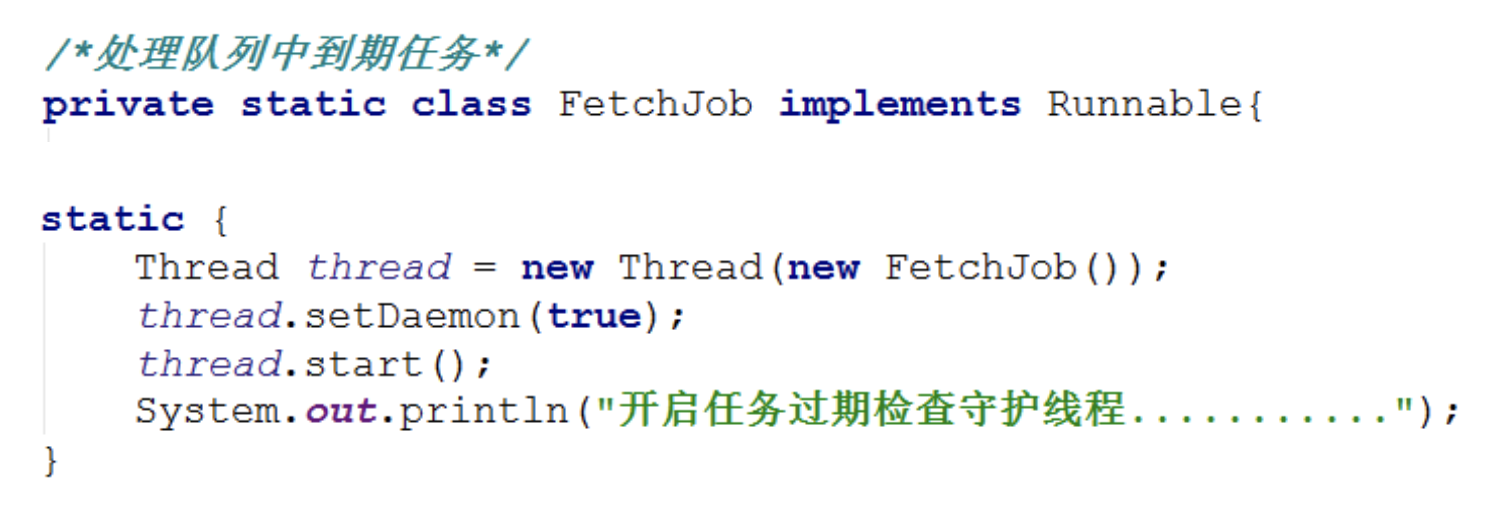 /*处理队列中到期任务*/
private static class FetchJob implements Runnable{
static {
Thread thread = new Thread(new FetchJob());
thread.setDaemon(true);
thread.start();
System.out.println("开启任务过期检查守护线程...........");
}